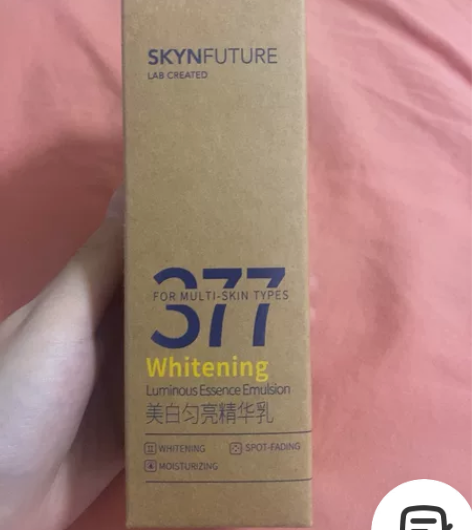 SKYNFUTURE
LAB CREATED
377
FOR MULTI-SKIN TYPES
Whitening
Luminous Essence Emulsion
美白匀亮精华乳
WHITENING
SPOT-FADING
MOISTURIZING